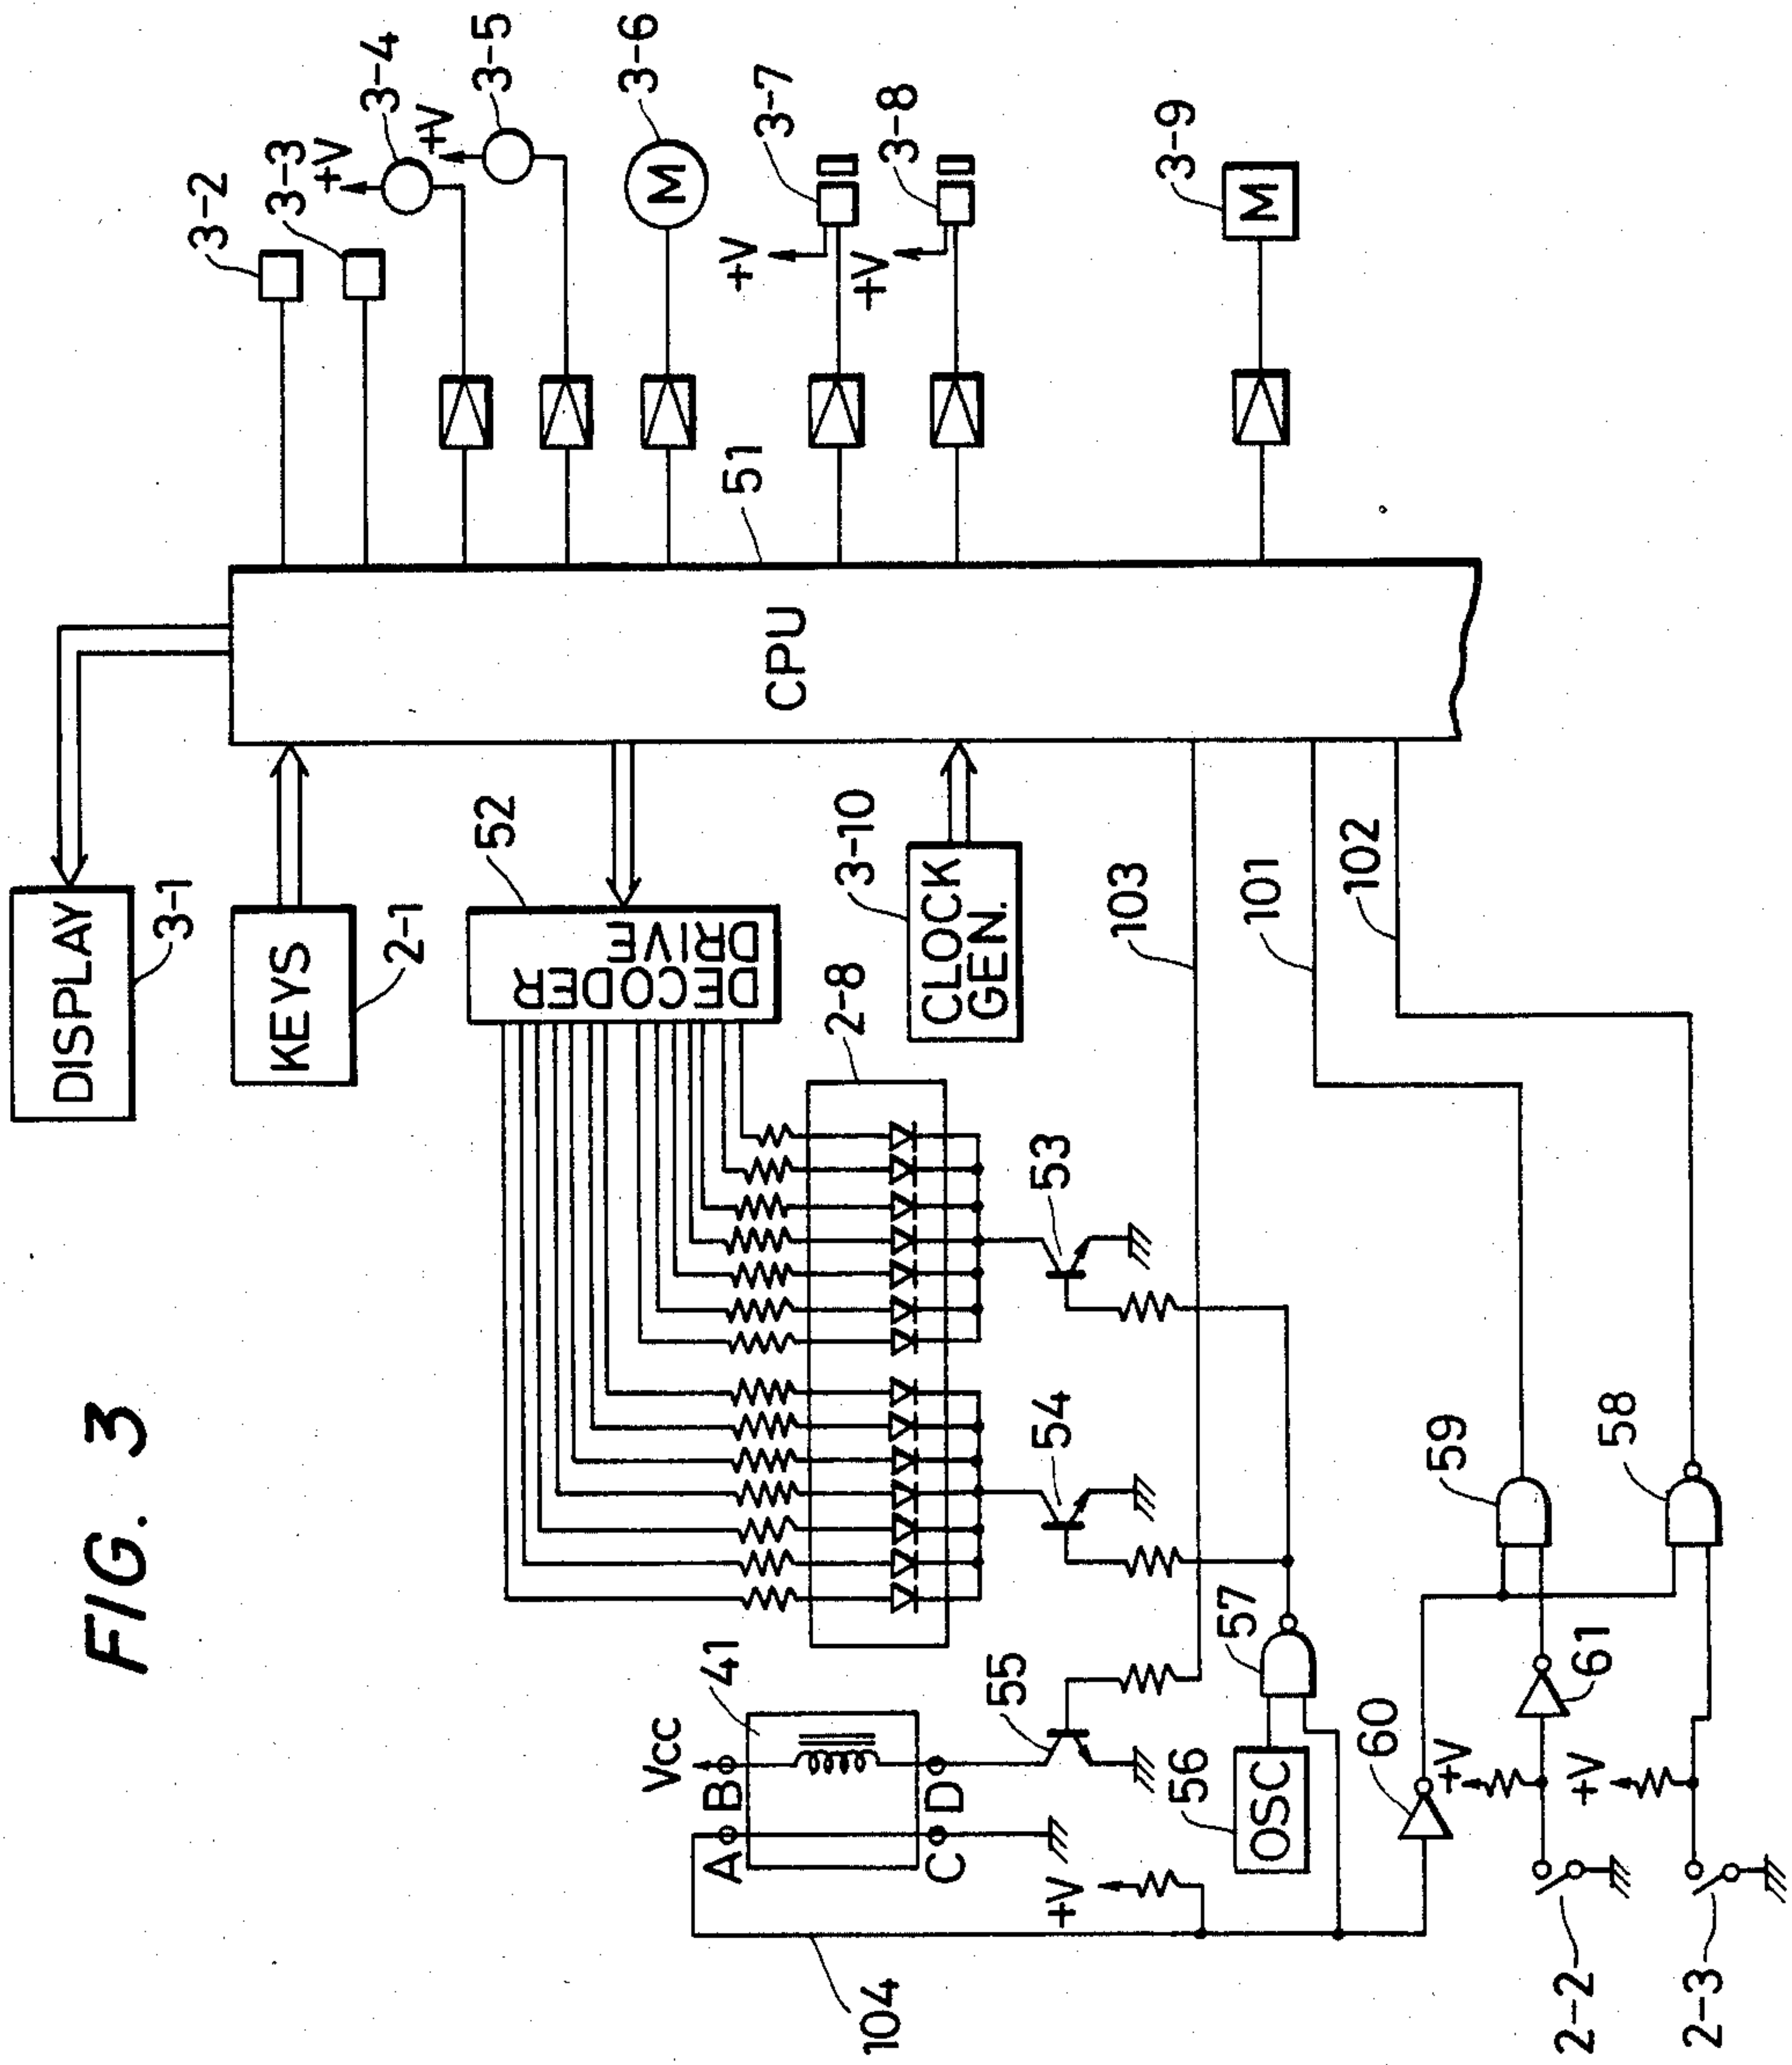 FIG. 3
DISPLAY
3-1
KEYS
2-1
DECODER
DRIVE
52
CLOCK
GEN.
3-10
CPU
51
3-2
3-3
+V
3-4
+V
3-5
M
3-6
+V
3-7
+V
3-8
M
3-9
2-8
53
54
55
41
Vcc
B
A
D
C
+V
104
103
101
102
OSC
56
57
60
61
59
58
+V
+V
2-2
2-3